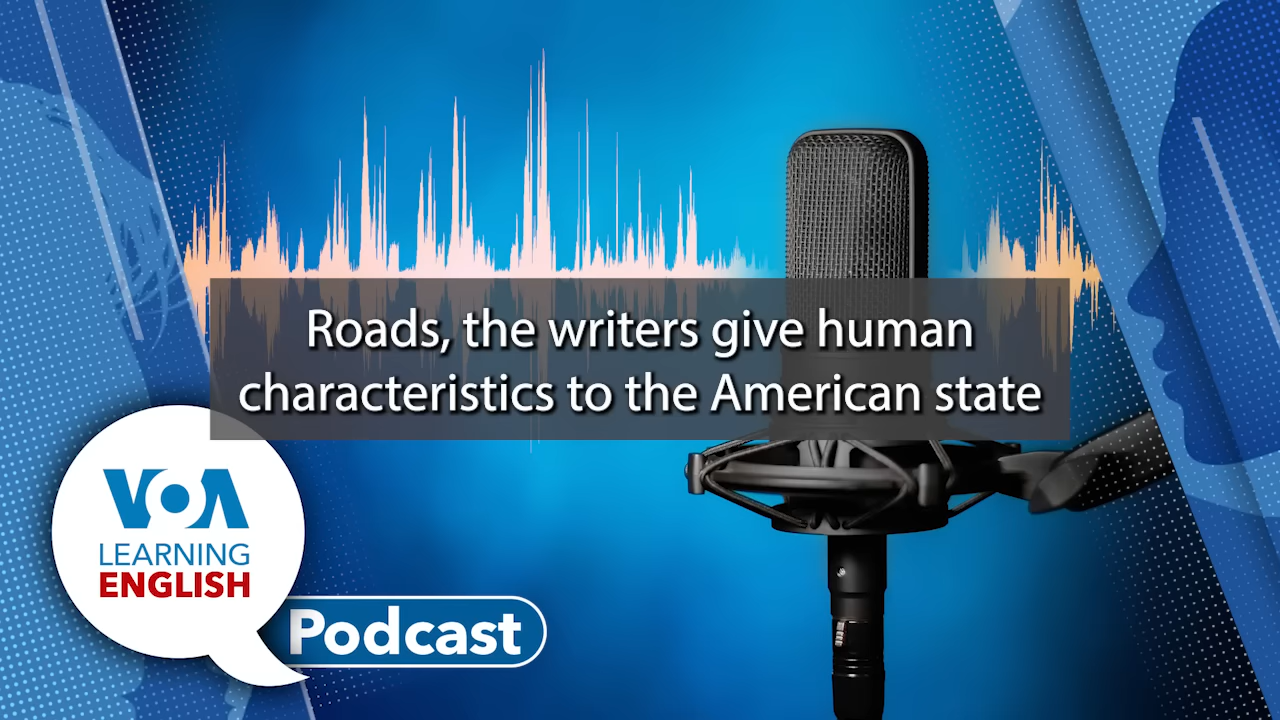 Roads, the writers give human
characteristics to the American state
VOA
LEARNING
ENGLISH
Podcast